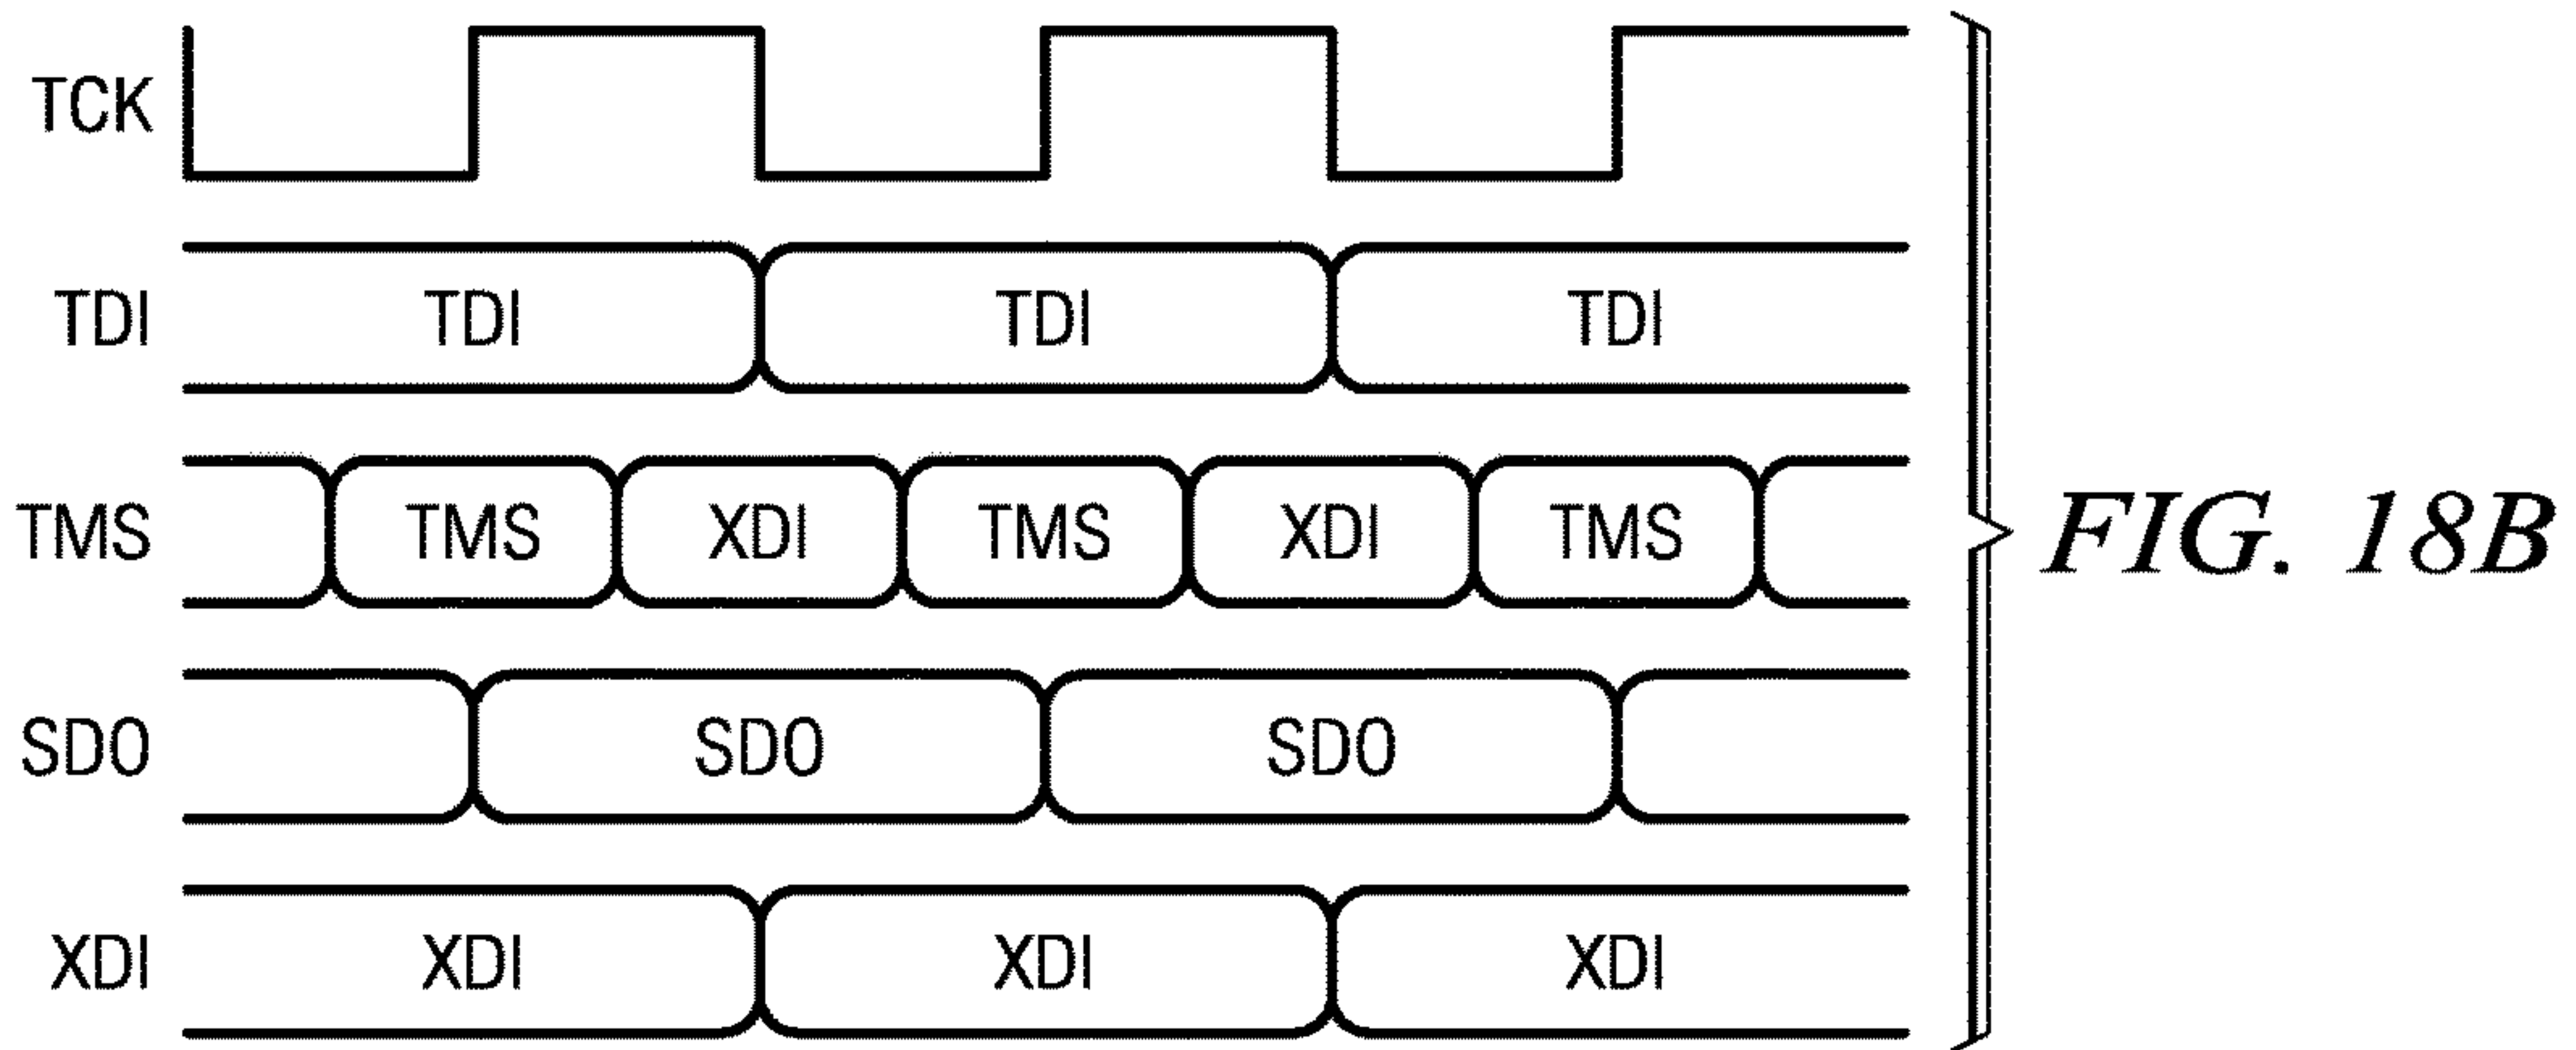 TCK
TDI TDI TDI TDI
TMS TMS XDI TMS XDI TMS
FIG. 18B
SDO SDO SDO
XDI XDI XDI XDI